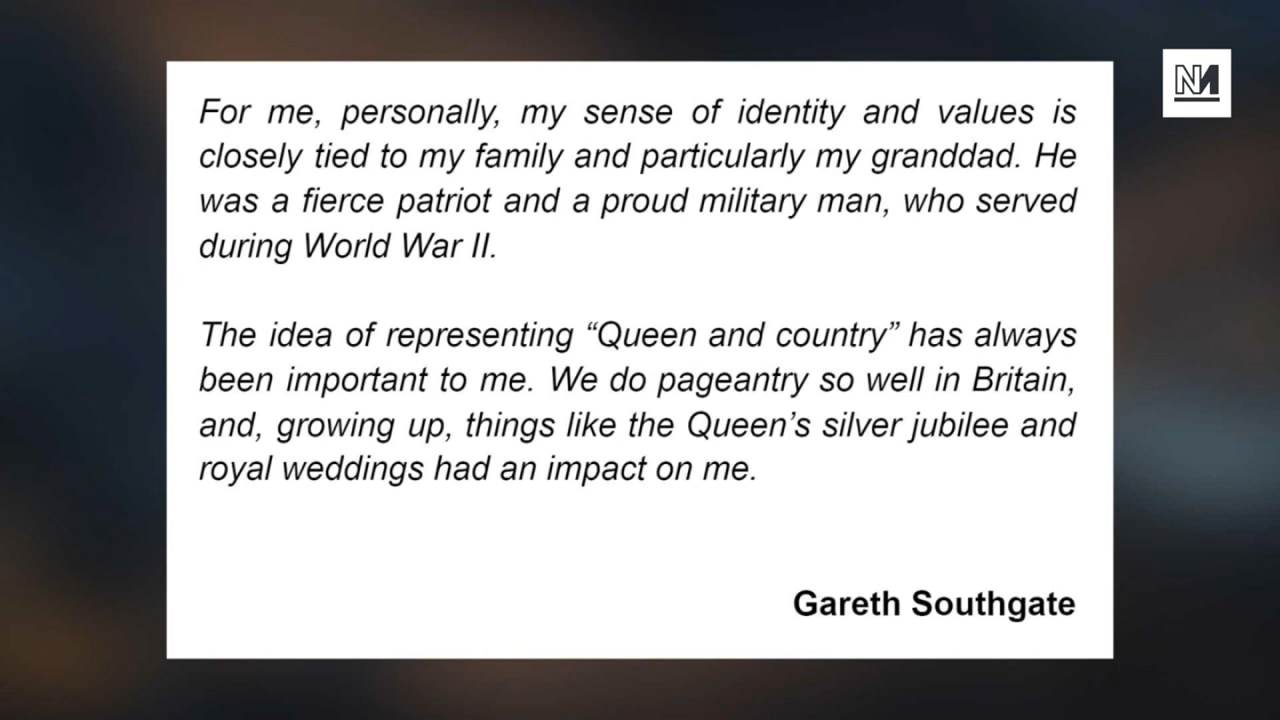 For me, personally, my sense of identity and values is
closely tied to my family and particularly my granddad. He
was a fierce patriot and a proud military man, who served
during World War II.
The idea of representing “Queen and country” has always
been important to me. We do pageantry so well in Britain,
and, growing up, things like the Queen’s silver jubilee and
royal weddings had an impact on me.
Gareth Southgate
NM